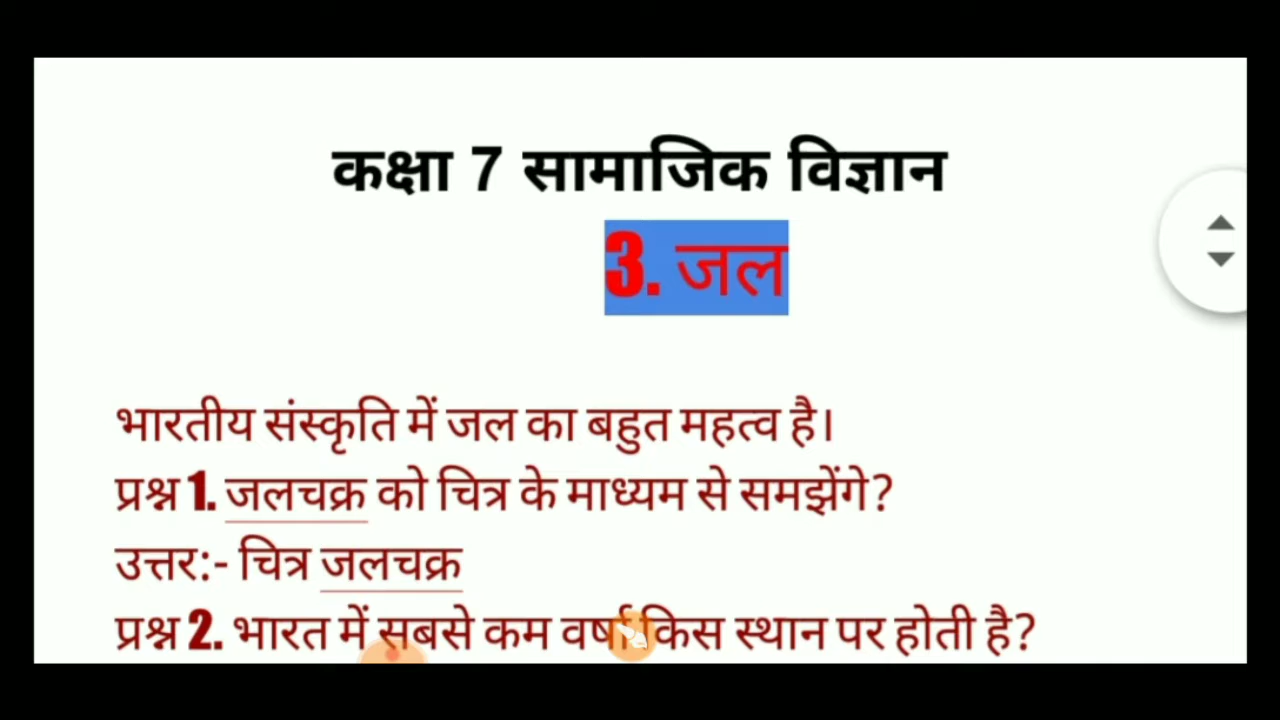 कक्षा 7 सामाजिक विज्ञान
3. जल
भारतीय संस्कृति में जल का बहुत महत्व है।
प्रश्न 1. जलचक्र को चित्र के माध्यम से समझेंगे?
उत्तर:- चित्र जलचक्र
प्रश्न 2. भारत में सबसे कम वर्षा किस स्थान पर होती है?